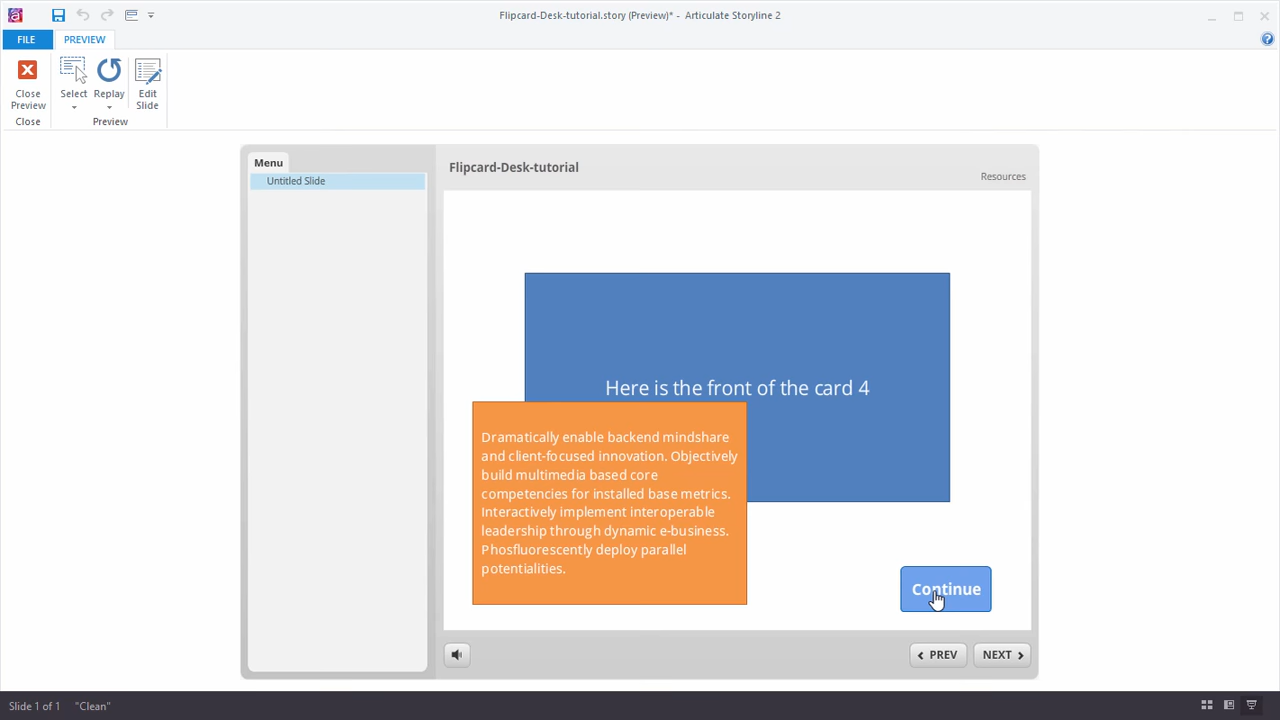 Flipcard-Desk-tutorial.story (Preview)* - Articulate Storyline 2
FILE
PREVIEW
Close
Preview
Select
Replay
Edit
Slide
Close
Preview
Menu
Untitled Slide
Flipcard-Desk-tutorial
Resources
Here is the front of the card 4
Dramatically enable backend mindshare
and client-focused innovation. Objectively
build multimedia based core
competencies for installed base metrics.
Interactively implement interoperable
leadership through dynamic e-business.
Phosfluorescently deploy parallel
potentialities.
Continue
PREV
NEXT
Slide 1 of 1
"Clean"